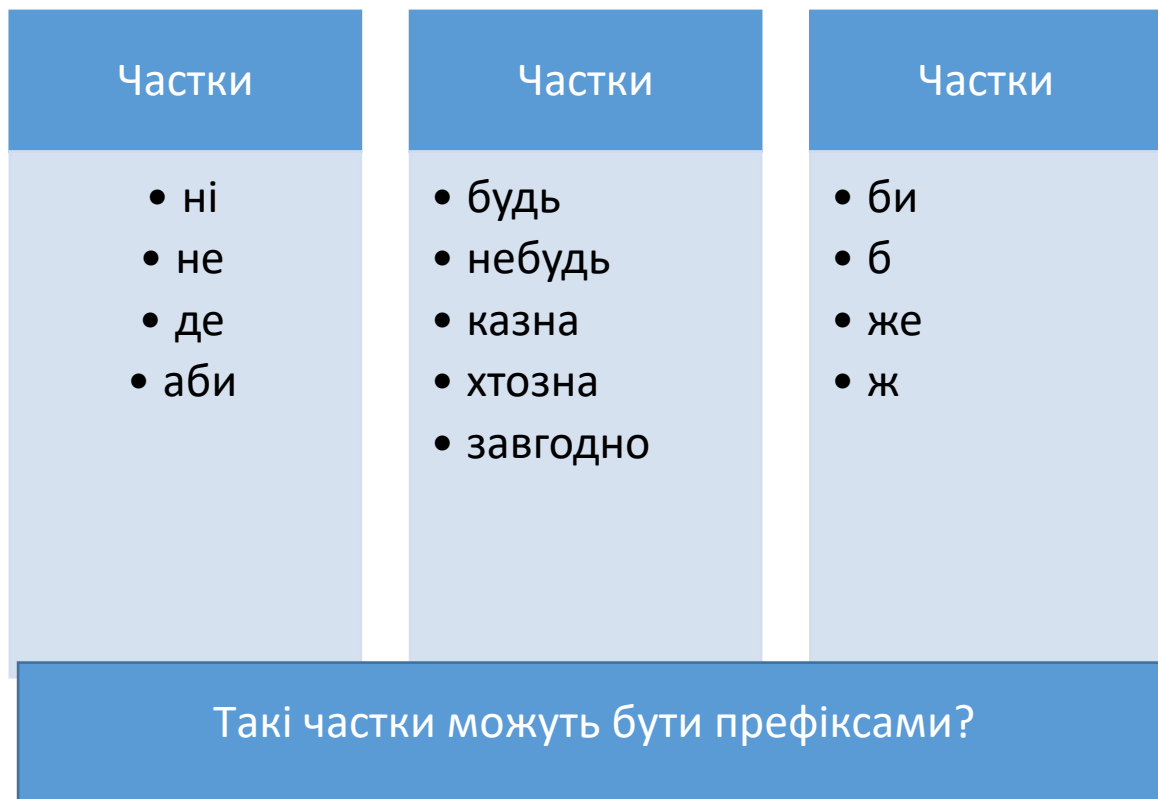 Частки
• ні
• не
• де
• аби
Частки
• будь
• небудь
• казна
• хтозна
• завгодно
Частки
• би
• б
• же
• ж
Такі частки можуть бути префіксами?